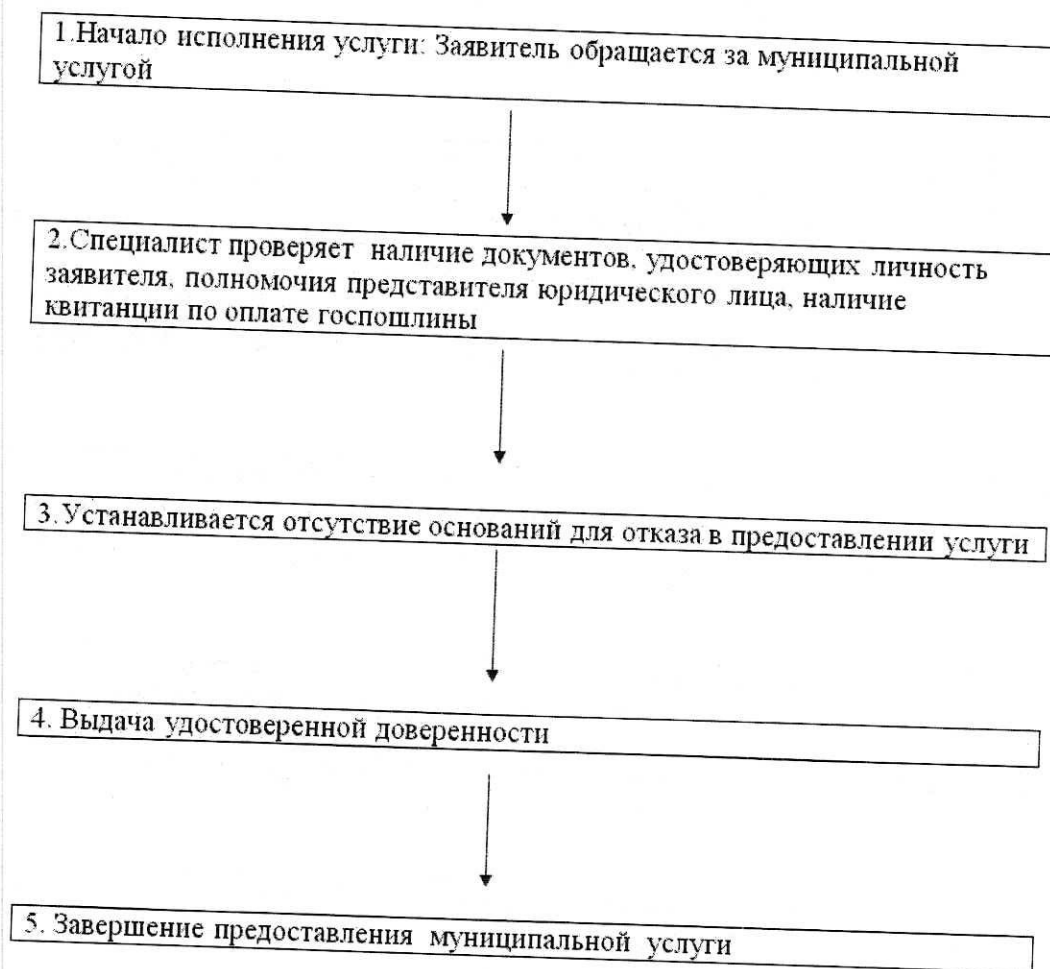 1.Начало исполнения услуги: Заявитель обращается за муниципальной
услугой
2.Специалист проверяет наличие документов, удостоверяющих личность
заявителя, полномочия представителя юридического лица, наличие
квитанции по оплате госпошлины
3.Устанавливается отсутствие оснований для отказа в предоставлении услуги
4. Выдача удостоверенной доверенности
5. Завершение предоставления муниципальной услуги